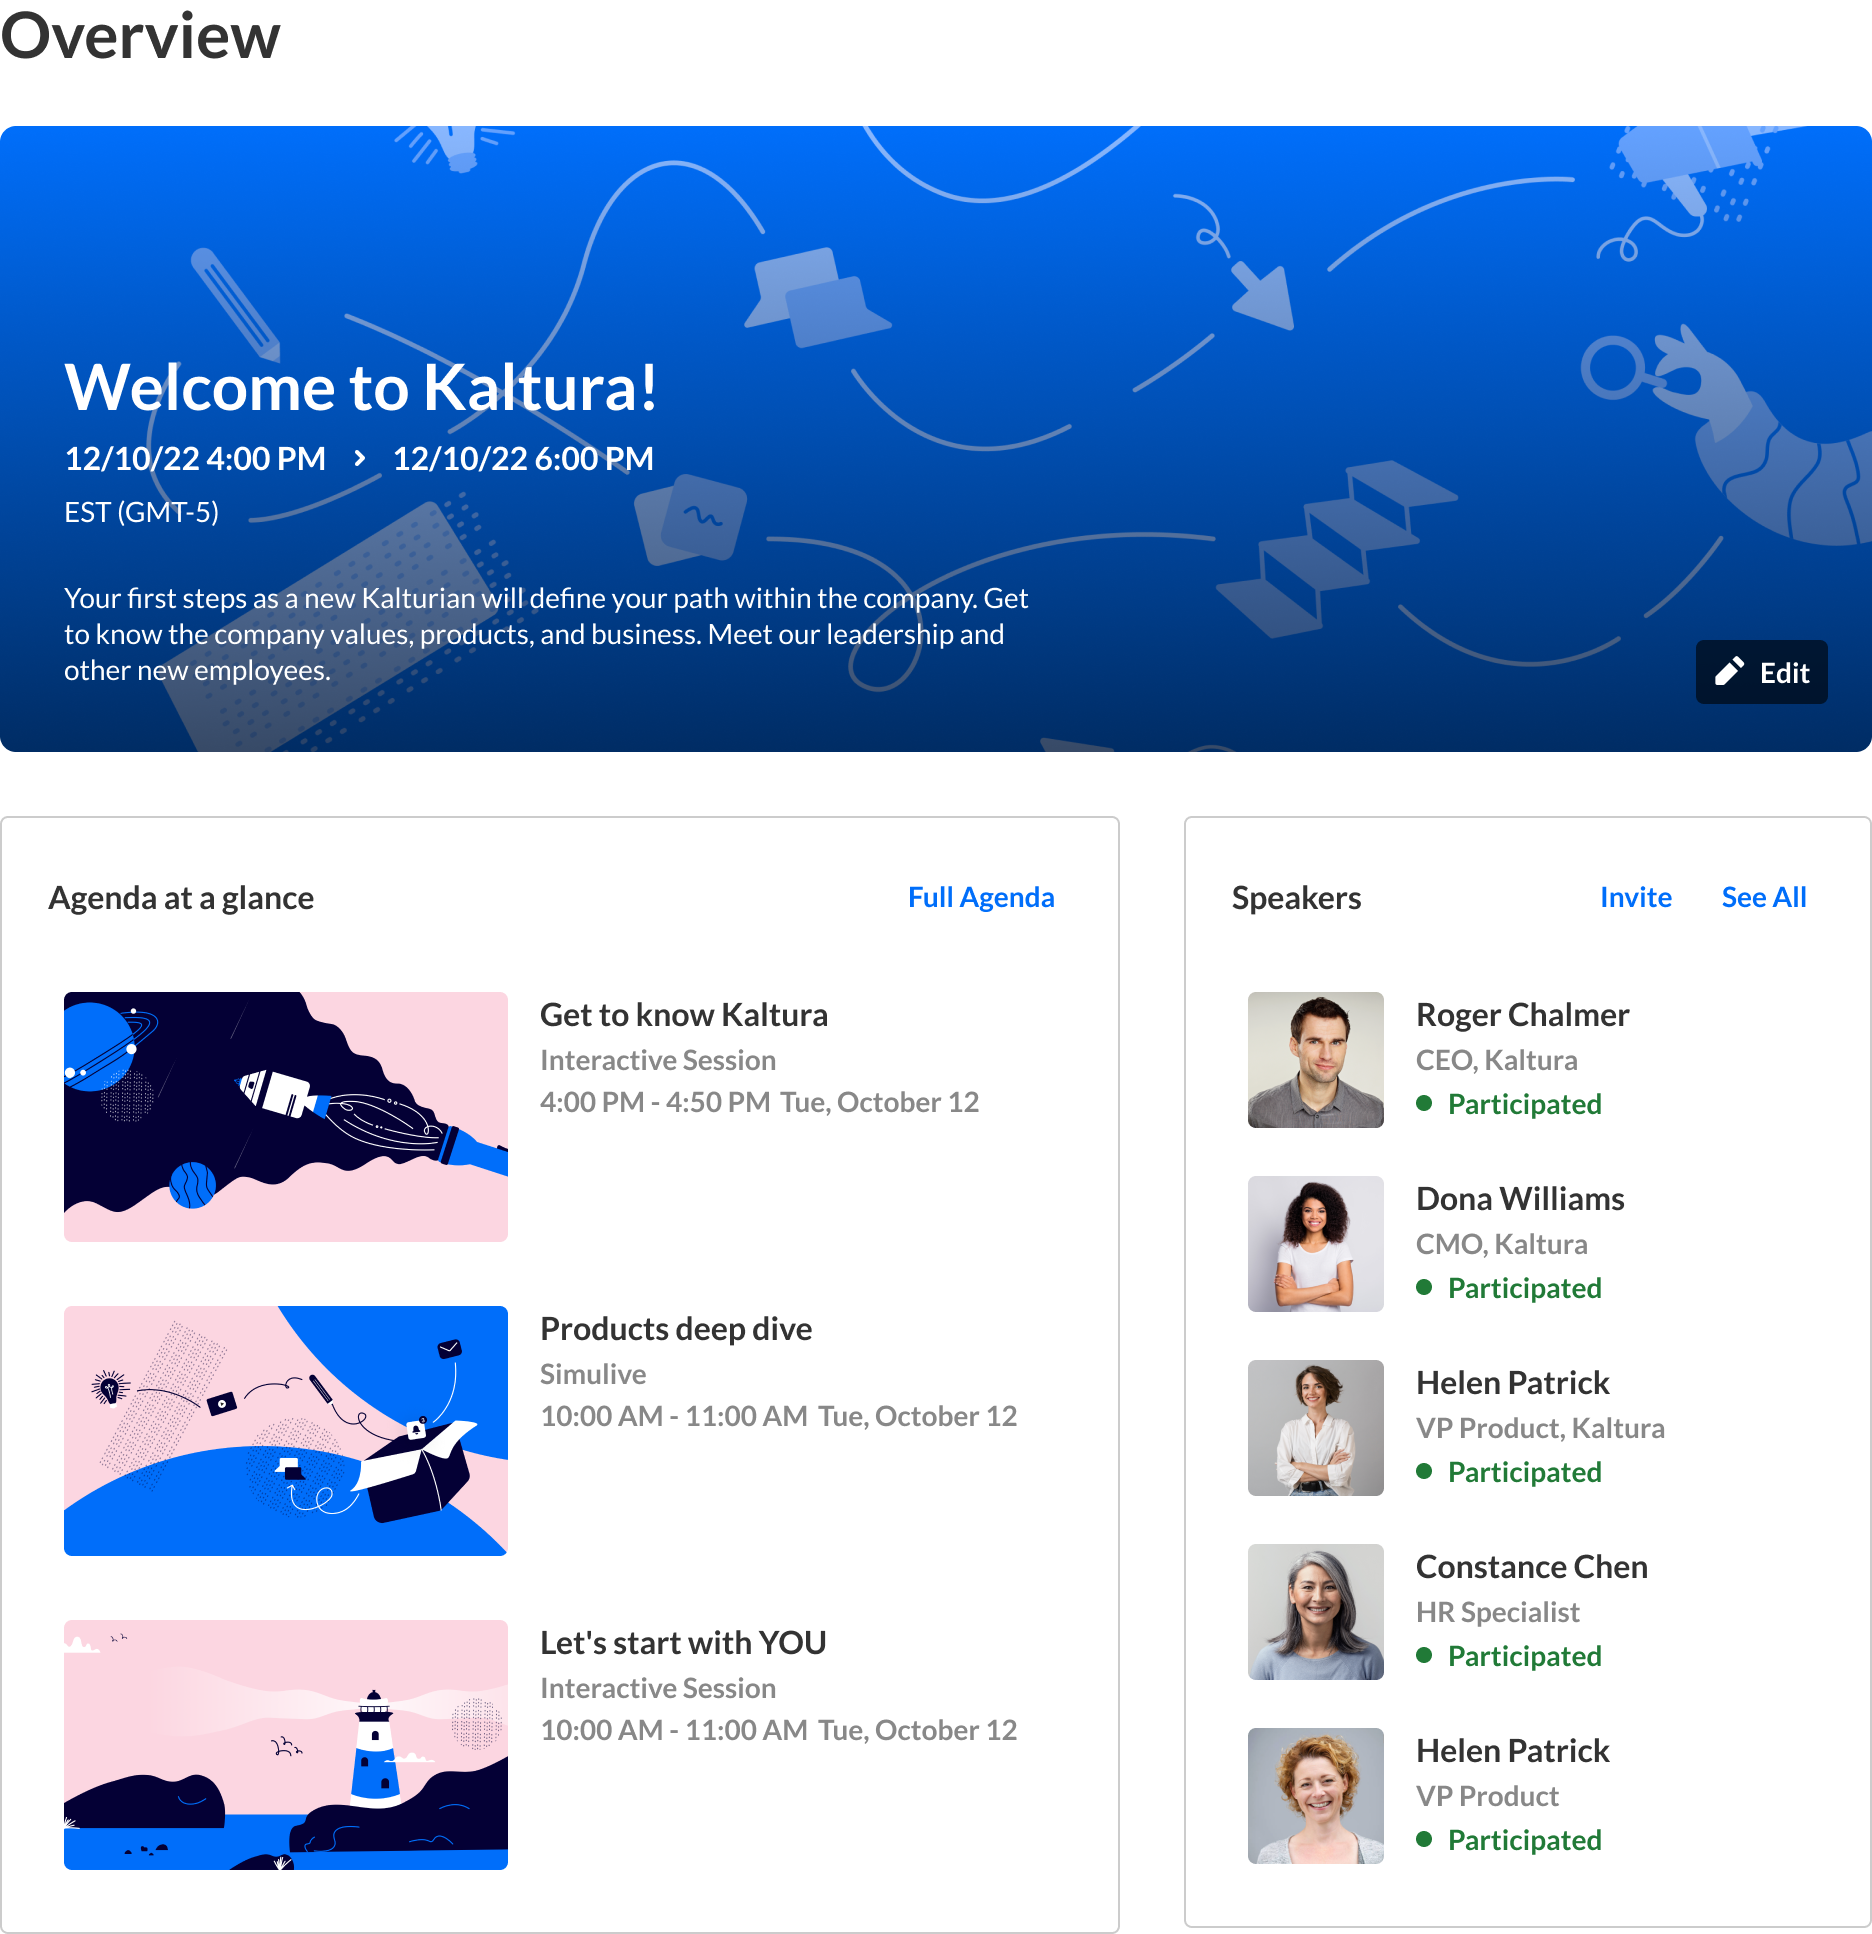 Overview
Welcome to Kaltura!
12/10/22 4:00 PM > 12/10/22 6:00 PM
EST (GMT-5)
Your first steps as a new Kalturian will define your path within the company. Get
to know the company values, products, and business. Meet our leadership and
other new employees.
Edit
Agenda at a glance
Full Agenda
Get to know Kaltura
Interactive Session
4:00 PM - 4:50 PM Tue, October 12
Products deep dive
Simulive
10:00 AM - 11:00 AM Tue, October 12
Let's start with YOU
Interactive Session
10:00 AM - 11:00 AM Tue, October 12
Speakers
Invite
See All
Roger Chalmer
CEO, Kaltura
Participated
Dona Williams
CMO, Kaltura
Participated
Helen Patrick
VP Product, Kaltura
Participated
Constance Chen
HR Specialist
Participated
Helen Patrick
VP Product
Participated